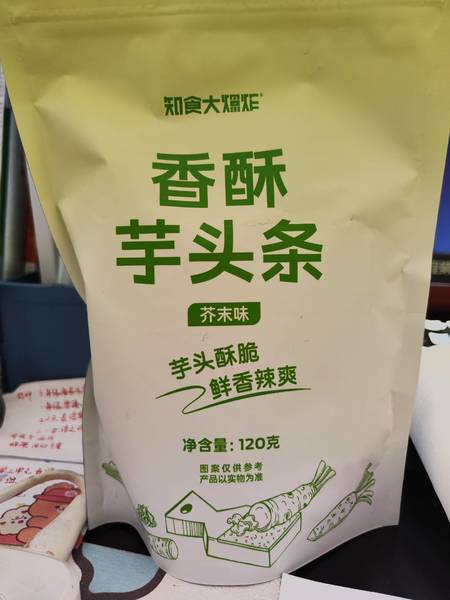 知食大爆炸
香酥
芋头条
芥末味
芋头酥脆
鲜香辣爽
净含量:120克
图案仅供参考
产品以实物为准